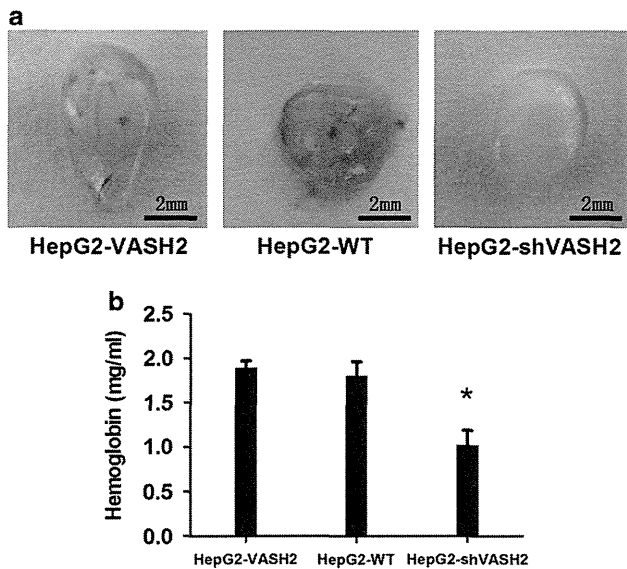 a
2mm 2mm 2mm
HepG2-VASH2 HepG2-WT HepG2-shVASH2
b
Hemoglobin (mg/ml)
2.5
2.0
1.5
1.0
0.5
0.0
*
HepG2-VASH2 HepG2-WT HepG2-shVASH2